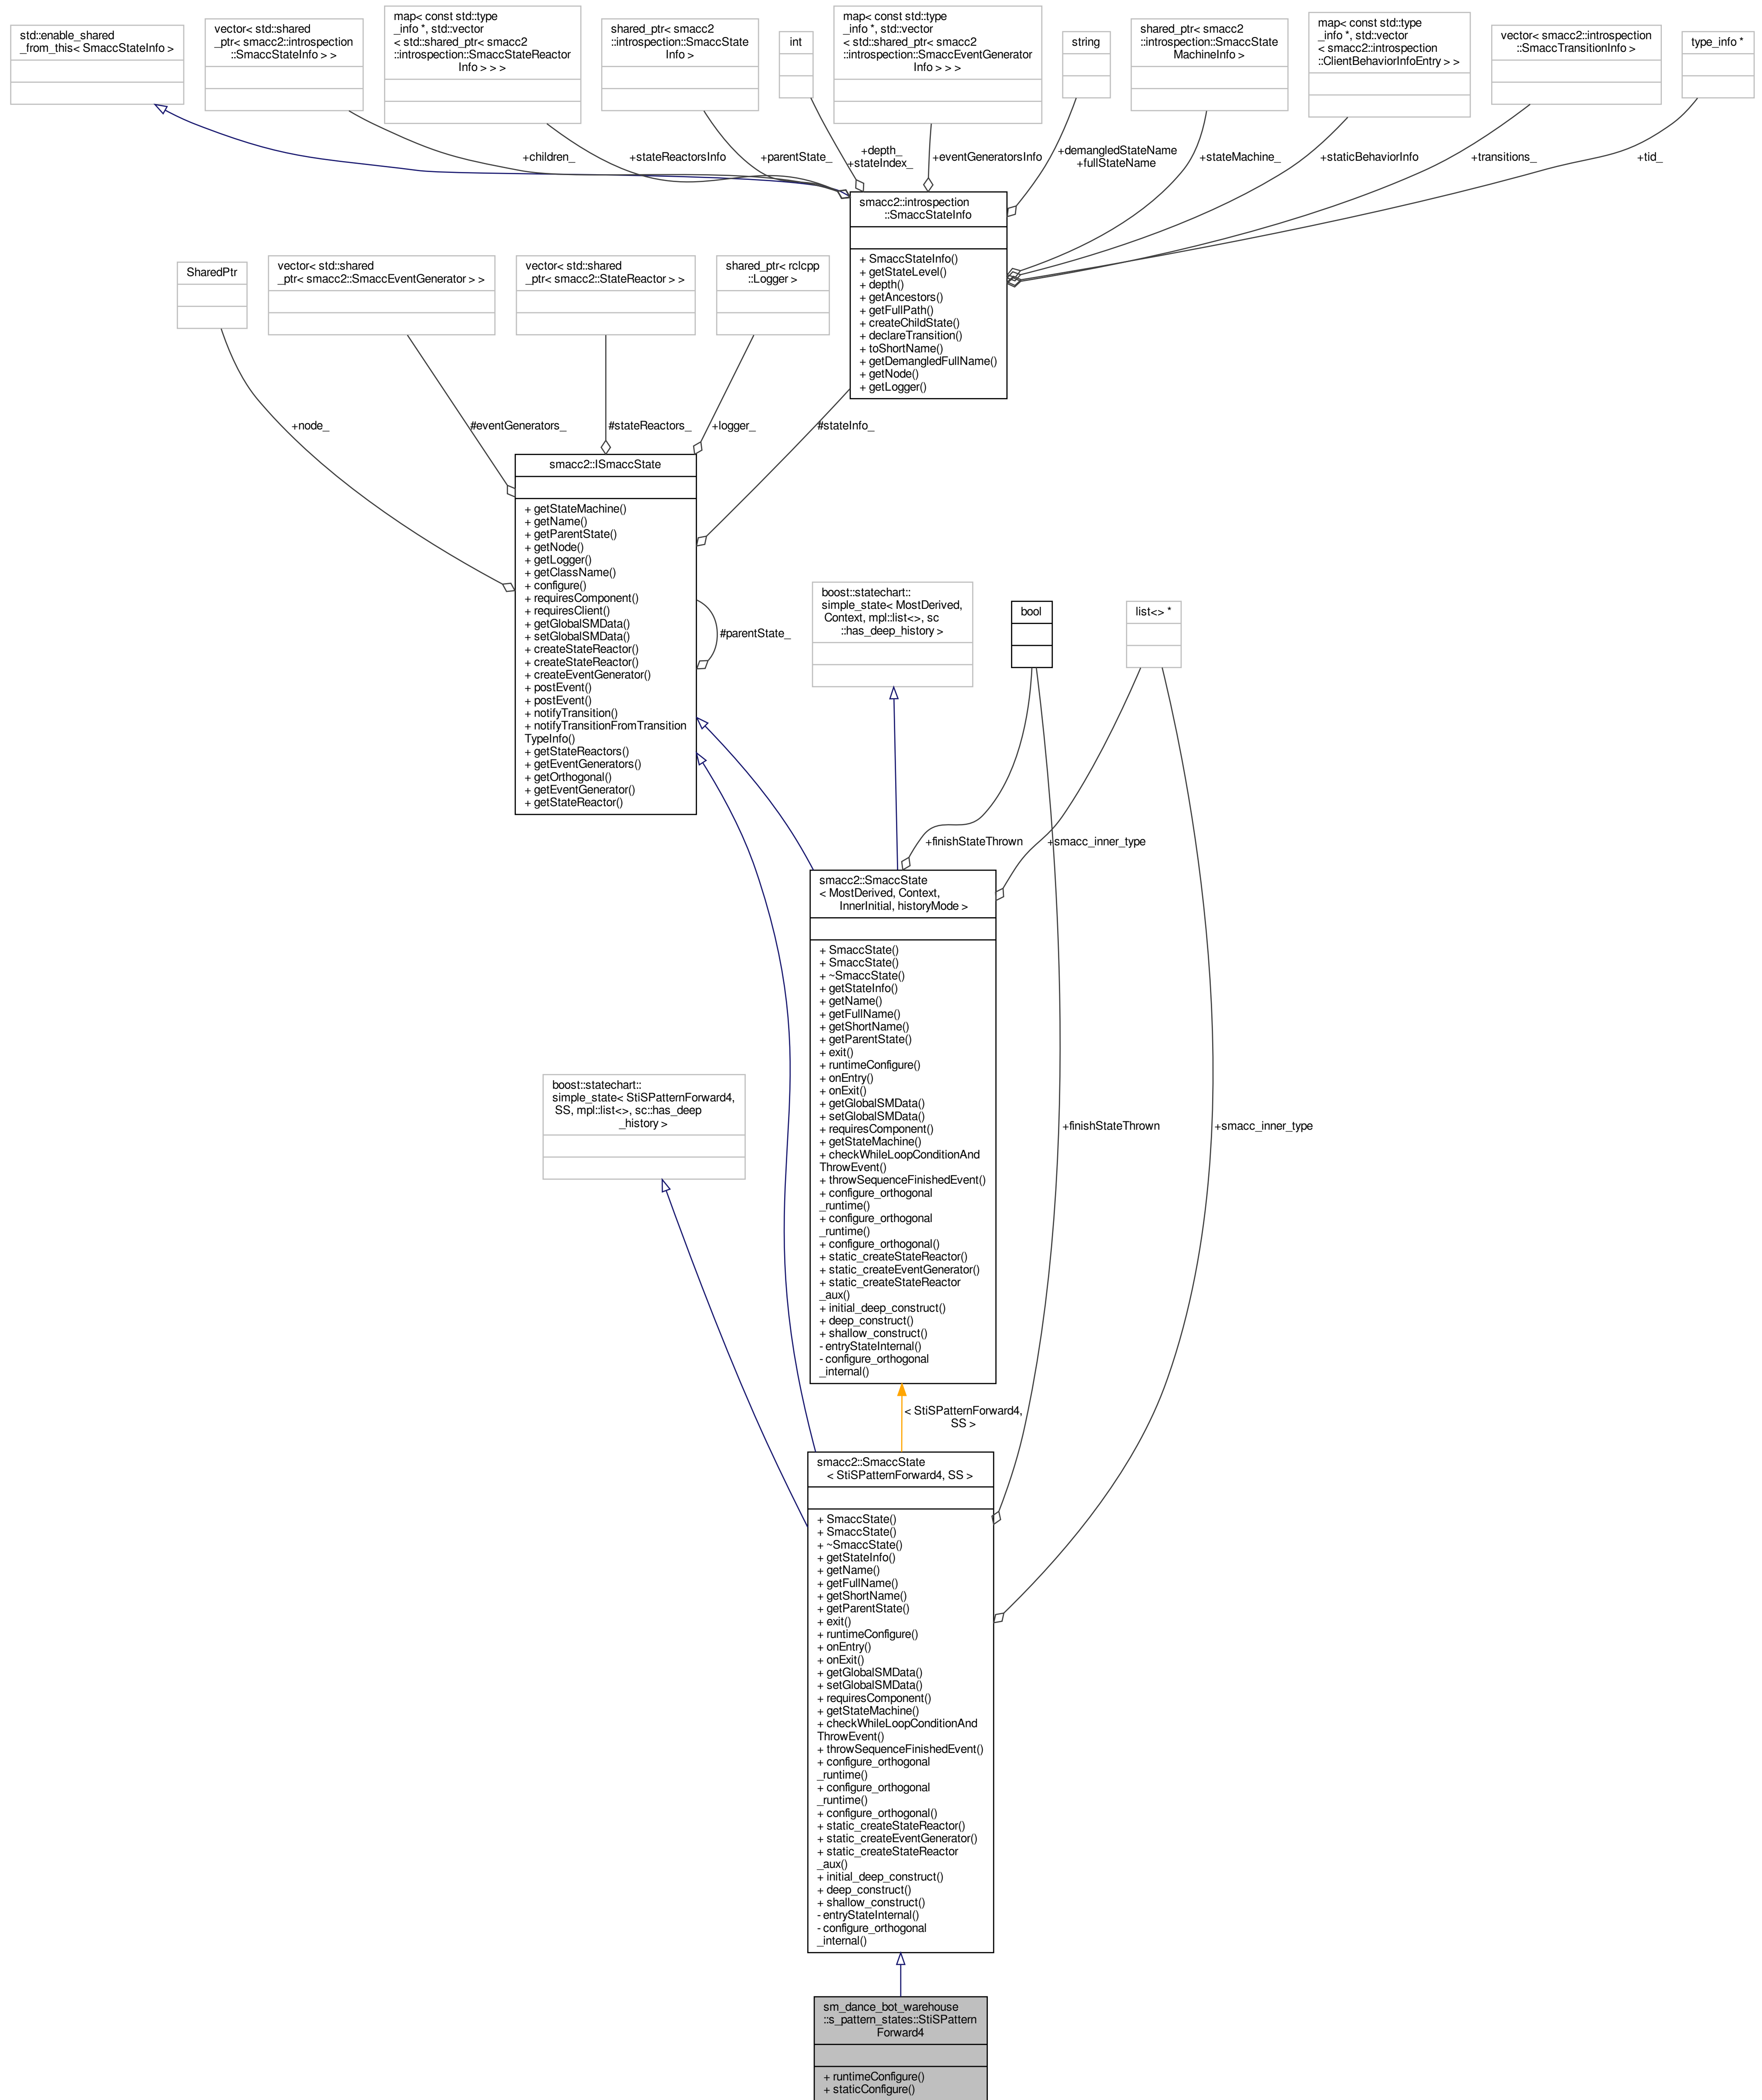 std::enable_shared
_from_this< SmaccStateInfo >
vector< std::shared
_ptr< smacc2::introspection
::SmaccStateInfo > >
map< const std::type
_info *, std::vector
< std::shared_ptr< smacc2
::introspection::SmaccStateReactor
Info > > >
shared_ptr< smacc2
::introspection::SmaccState
Info >
int
map< const std::type
_info *, std::vector
< std::shared_ptr< smacc2
::introspection::SmaccEventGenerator
Info > > >
string
shared_ptr< smacc2
::introspection::SmaccState
MachineInfo >
map< const std::type
_info *, std::vector
< smacc2::introspection
::ClientBehaviorInfoEntry > >
vector< smacc2::introspection
::SmaccTransitionInfo >
type_info *
+children_
+stateReactorsInfo
+parentState_
+depth_
+stateIndex_
+eventGeneratorsInfo
+demangledStateName
+fullStateName
+stateMachine_
+staticBehaviorInfo
+transitions_
+tid_
smacc2::introspection
::SmaccStateInfo
+ SmaccStateInfo()
+ getStateLevel()
+ depth()
+ getAncestors()
+ getFullPath()
+ createChildState()
+ declareTransition()
+ toShortName()
+ getDemangledFullName()
+ getNode()
+ getLogger()
SharedPtr
vector< std::shared
_ptr< smacc2::SmaccEventGenerator > >
vector< std::shared
_ptr< smacc2::StateReactor > >
shared_ptr< rclcpp
::Logger >
+node_
#eventGenerators_
#stateReactors_
+logger_
#stateInfo_
smacc2::ISmaccState
+ getStateMachine()
+ getName()
+ getParentState()
+ getNode()
+ getLogger()
+ getClassName()
+ configure()
+ requiresComponent()
+ requiresClient()
+ getGlobalSMData()
+ setGlobalSMData()
+ createStateReactor()
+ createStateReactor()
+ createEventGenerator()
+ postEvent()
+ postEvent()
+ notifyTransition()
+ notifyTransitionFromTransition
TypeInfo()
+ getStateReactors()
+ getEventGenerators()
+ getOrthogonal()
+ getEventGenerator()
+ getStateReactor()
#parentState_
boost::statechart::
simple_state< MostDerived,
Context, mpl::list<>, sc
::has_deep_history >
bool
list<> *
+finishStateThrown
+smacc_inner_type
smacc2::SmaccState
< MostDerived, Context,
InnerInitial, historyMode >
+ SmaccState()
+ SmaccState()
+ ~SmaccState()
+ getStateInfo()
+ getName()
+ getFullName()
+ getShortName()
+ getParentState()
+ exit()
+ runtimeConfigure()
+ onEntry()
+ onExit()
+ getGlobalSMData()
+ setGlobalSMData()
+ requiresComponent()
+ getStateMachine()
+ checkWhileLoopConditionAnd
ThrowEvent()
+ throwSequenceFinishedEvent()
+ configure_orthogonal
_runtime()
+ configure_orthogonal
_runtime()
+ configure_orthogonal()
+ static_createStateReactor()
+ static_createEventGenerator()
+ static_createStateReactor
_aux()
+ initial_deep_construct()
+ deep_construct()
+ shallow_construct()
- entryStateInternal()
- configure_orthogonal
_internal()
boost::statechart::
simple_state< StiSPatternForward4,
SS, mpl::list<>, sc::has_deep
_history >
+finishStateThrown
+smacc_inner_type
< StiSPatternForward4,
SS >
smacc2::SmaccState
< StiSPatternForward4, SS >
+ SmaccState()
+ SmaccState()
+ ~SmaccState()
+ getStateInfo()
+ getName()
+ getFullName()
+ getShortName()
+ getParentState()
+ exit()
+ runtimeConfigure()
+ onEntry()
+ onExit()
+ getGlobalSMData()
+ setGlobalSMData()
+ requiresComponent()
+ getStateMachine()
+ checkWhileLoopConditionAnd
ThrowEvent()
+ throwSequenceFinishedEvent()
+ configure_orthogonal
_runtime()
+ configure_orthogonal
_runtime()
+ configure_orthogonal()
+ static_createStateReactor()
+ static_createEventGenerator()
+ static_createStateReactor
_aux()
+ initial_deep_construct()
+ deep_construct()
+ shallow_construct()
- entryStateInternal()
- configure_orthogonal
_internal()
sm_dance_bot_warehouse
::s_pattern_states::StiSPattern
Forward4
+ runtimeConfigure()
+ staticConfigure()